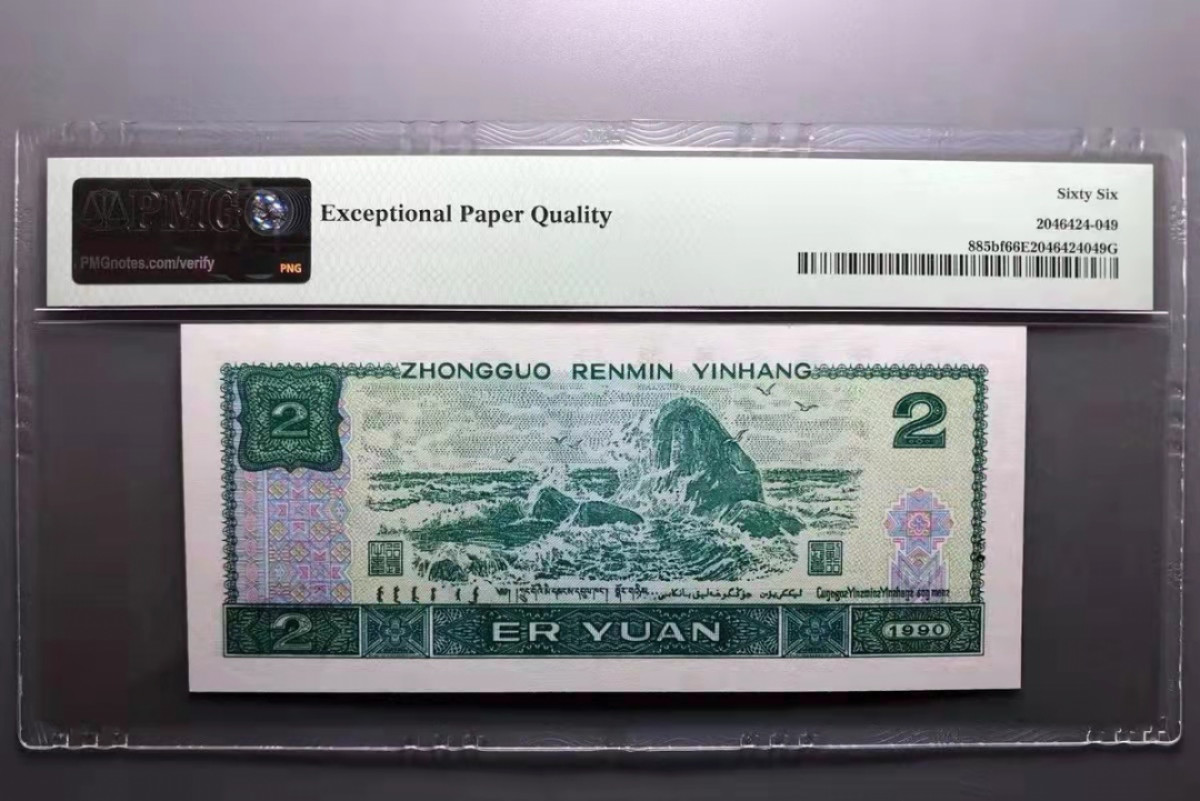 PMG
PMGnotes.com/verify
PNG
Exceptional Paper Quality
Sixty Six
2046424-049
885bf66E2046424049G
ZHONGGUO RENMIN YINHANG
2
2
2
ER YUAN
1990